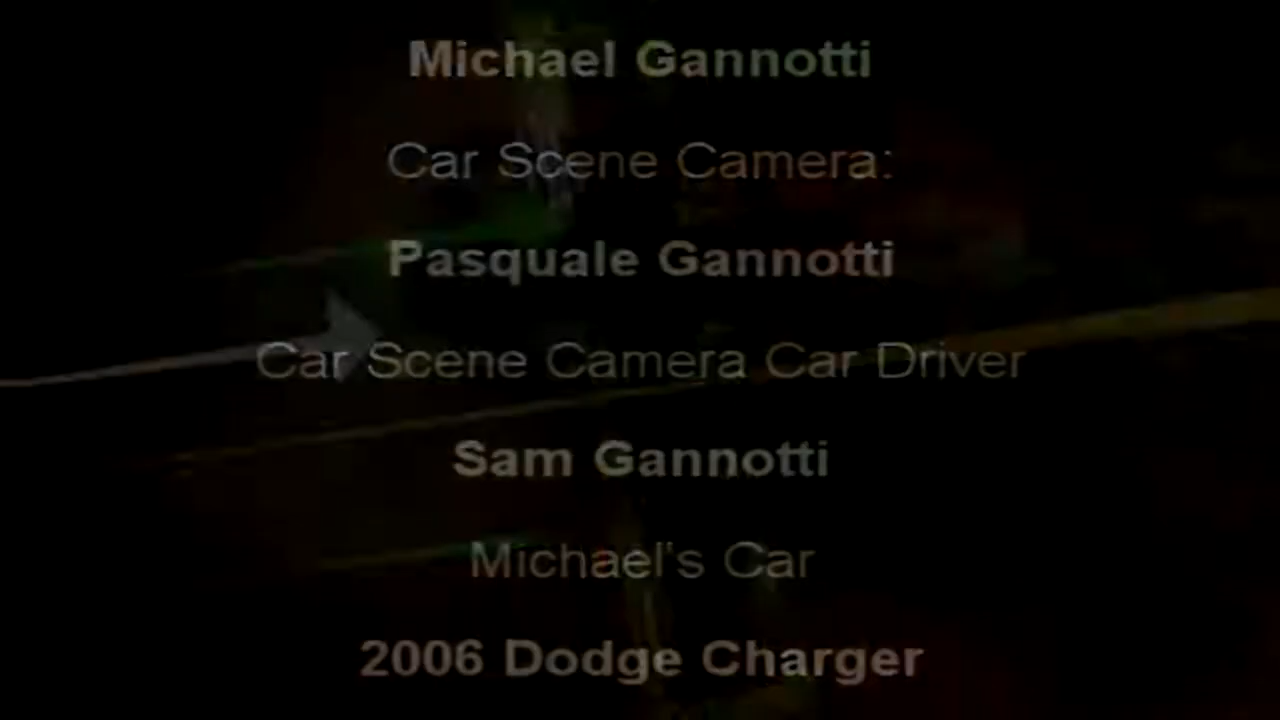 Michael Gannotti
Car Scene Camera:
Pasquale Gannotti
Car Scene Camera Car Driver
Sam Gannotti
Michael's Car
2006 Dodge Charger